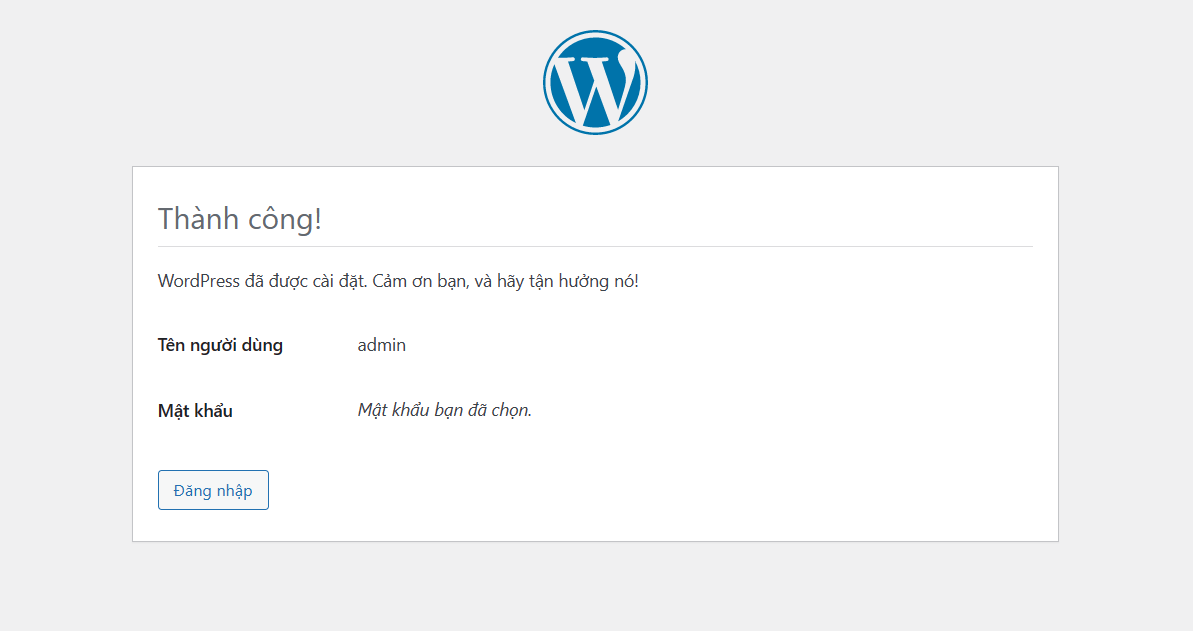 Thành công!
WordPress đã được cài đặt. Cảm ơn bạn, và hãy tận hưởng nó!
Tên người dùng admin
Mật khẩu Mật khẩu bạn đã chọn.
Đăng nhập